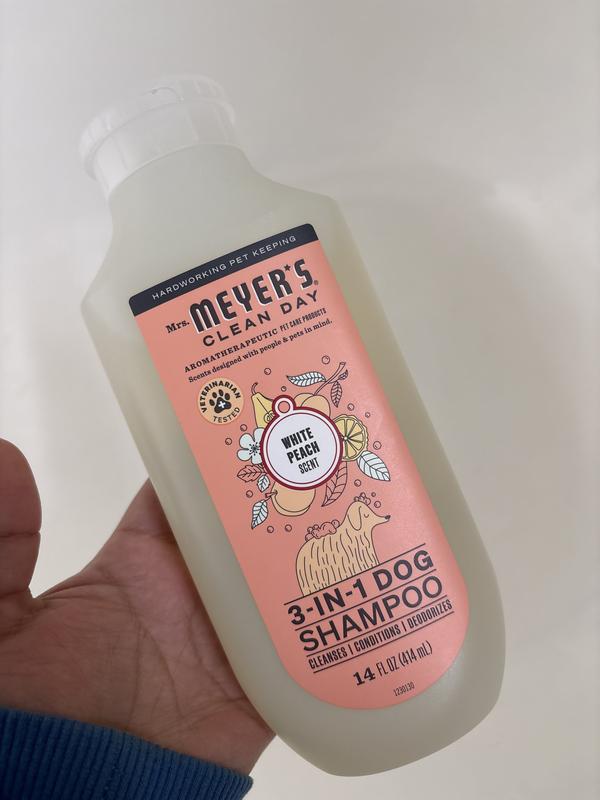 HARDWORKING PET KEEPING
Mrs. MEYER'S®
CLEAN DAY
AROMATHERAPEUTIC PET CARE PRODUCTS
Scents designed with people & pets in mind.
VETERINARIAN
TESTED
WHITE
PEACH
SCENT
3-IN-1 DOG
SHAMPOO
CLEANSES | CONDITIONS | DEODORIZES
14 FL OZ (414 mL)
1230130